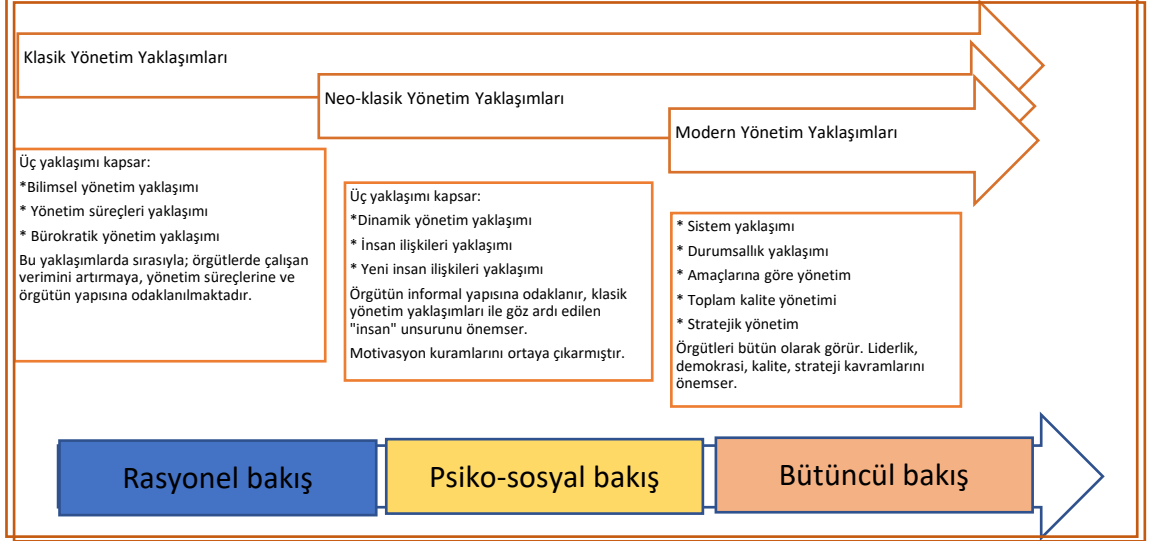 Klasik Yönetim Yaklaşımları
Neo-klasik Yönetim Yaklaşımları
Modern Yönetim Yaklaşımları
Üç yaklaşımı kapsar:
*Bilimsel yönetim yaklaşımı
* Yönetim süreçleri yaklaşımı
* Bürokratik yönetim yaklaşımı
Bu yaklaşımlarda sırasıyla; örgütlerde çalışan
verimini artırmaya, yönetim süreçlerine ve
örgütün yapısına odaklanılmaktadır.
Üç yaklaşımı kapsar:
*Dinamik yönetim yaklaşımı
* İnsan ilişkileri yaklaşımı
* Yeni insan ilişkileri yaklaşımı
Örgütün informal yapısına odaklanır, klasik
yönetim yaklaşımları ile göz ardı edilen
"insan" unsurunu önemser.
Motivasyon kuramlarını ortaya çıkarmıştır.
* Sistem yaklaşımı
* Durumsallık yaklaşımı
* Amaçlarına göre yönetim
* Toplam kalite yönetimi
* Stratejik yönetim
Örgütleri bütün olarak görür. Liderlik,
demokrasi, kalite, strateji kavramlarını
önemser.
Rasyonel bakış
Psiko-sosyal bakış
Bütüncül bakış